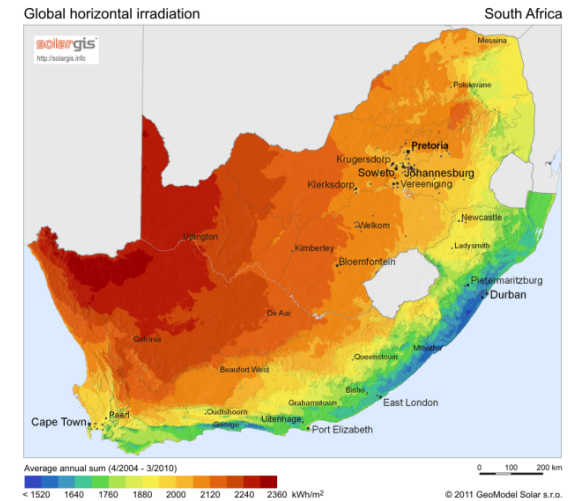 Global horizontal irradiation South Africa
solargis
http://solargis.info
Messina
Polokwane
Pretoria
Krugersdorp
Soweto Johannesburg
Klerksdorp Vereeniging
Welkom Newcastle
Upington Ladysmith
Kimberley
Bloemfontein
Pietermaritzburg
Durban
De Aar
Mthatha
Queenstown
Beaufort West
Bisho
Grahamstown East London
Oudtshoorn
Cape Town Paarl
George Uitenhage
Port Elizabeth
Average annual sum (4/2004 - 3/2010)
0 100 200 km
< 1520 1640 1760 1880 2000 2120 2240 2360 kWh/m²
© 2011 GeoModel Solar s.r.o.